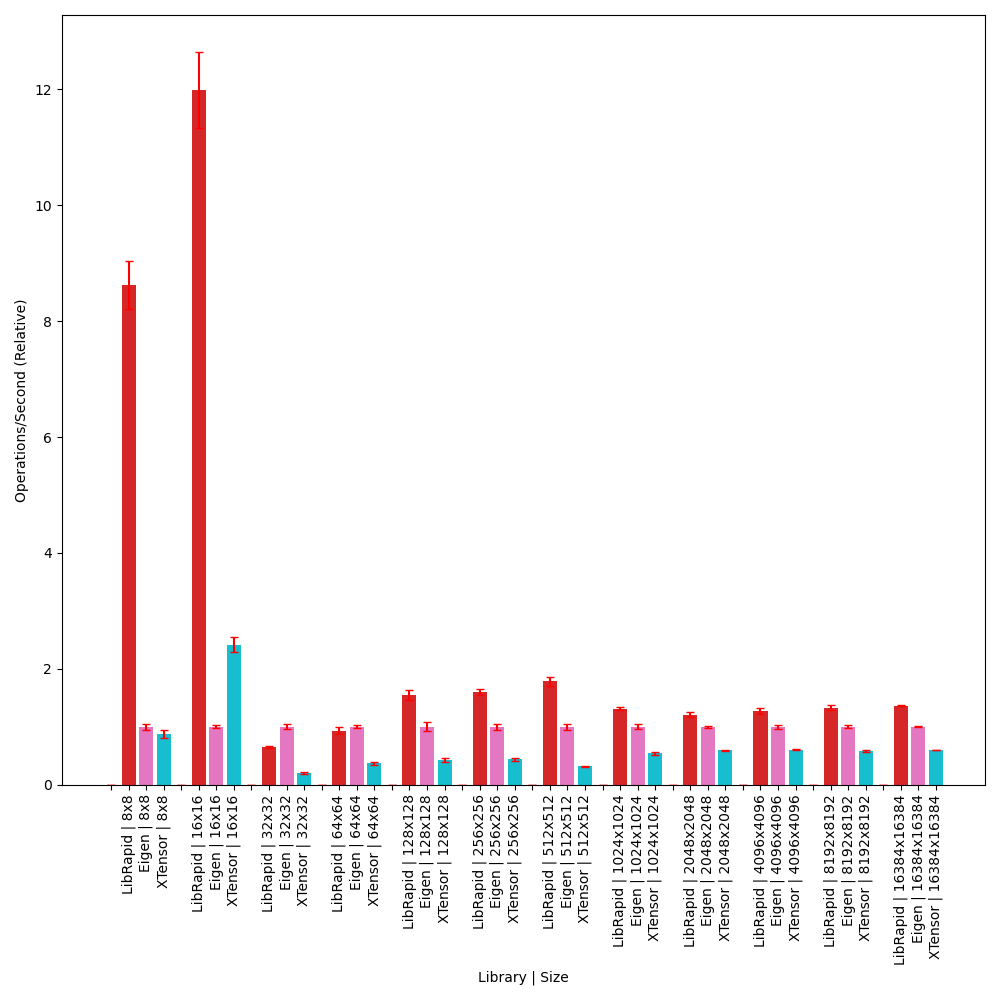 Operations/Second (Relative)
12
10
8
6
4
2
0
LibRapid | 8x8
Eigen | 8x8
XTensor | 8x8
LibRapid | 16x16
Eigen | 16x16
XTensor | 16x16
LibRapid | 32x32
Eigen | 32x32
XTensor | 32x32
LibRapid | 64x64
Eigen | 64x64
XTensor | 64x64
LibRapid | 128x128
Eigen | 128x128
XTensor | 128x128
LibRapid | 256x256
Eigen | 256x256
XTensor | 256x256
LibRapid | 512x512
Eigen | 512x512
XTensor | 512x512
LibRapid | 1024x1024
Eigen | 1024x1024
XTensor | 1024x1024
LibRapid | 2048x2048
Eigen | 2048x2048
XTensor | 2048x2048
LibRapid | 4096x4096
Eigen | 4096x4096
XTensor | 4096x4096
LibRapid | 8192x8192
Eigen | 8192x8192
XTensor | 8192x8192
LibRapid | 16384x16384
Eigen | 16384x16384
XTensor | 16384x16384
Library | Size